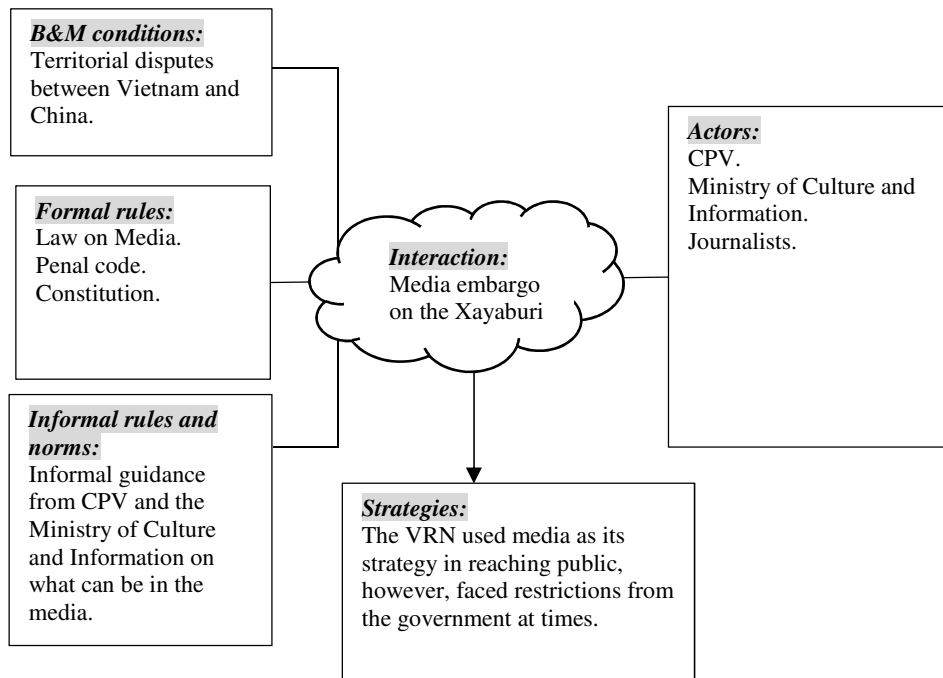 B&M conditions:
Territorial disputes
between Vietnam and
China.
Formal rules:
Law on Media.
Penal code.
Constitution.
Informal rules and
norms:
Informal guidance
from CPV and the
Ministry of Culture
and Information on
what can be in the
media.
Interaction:
Media embargo
on the Xayaburi
Actors:
CPV.
Ministry of Culture and
Information.
Journalists.
Strategies:
The VRN used media as its
strategy in reaching public,
however, faced restrictions from
the government at times.